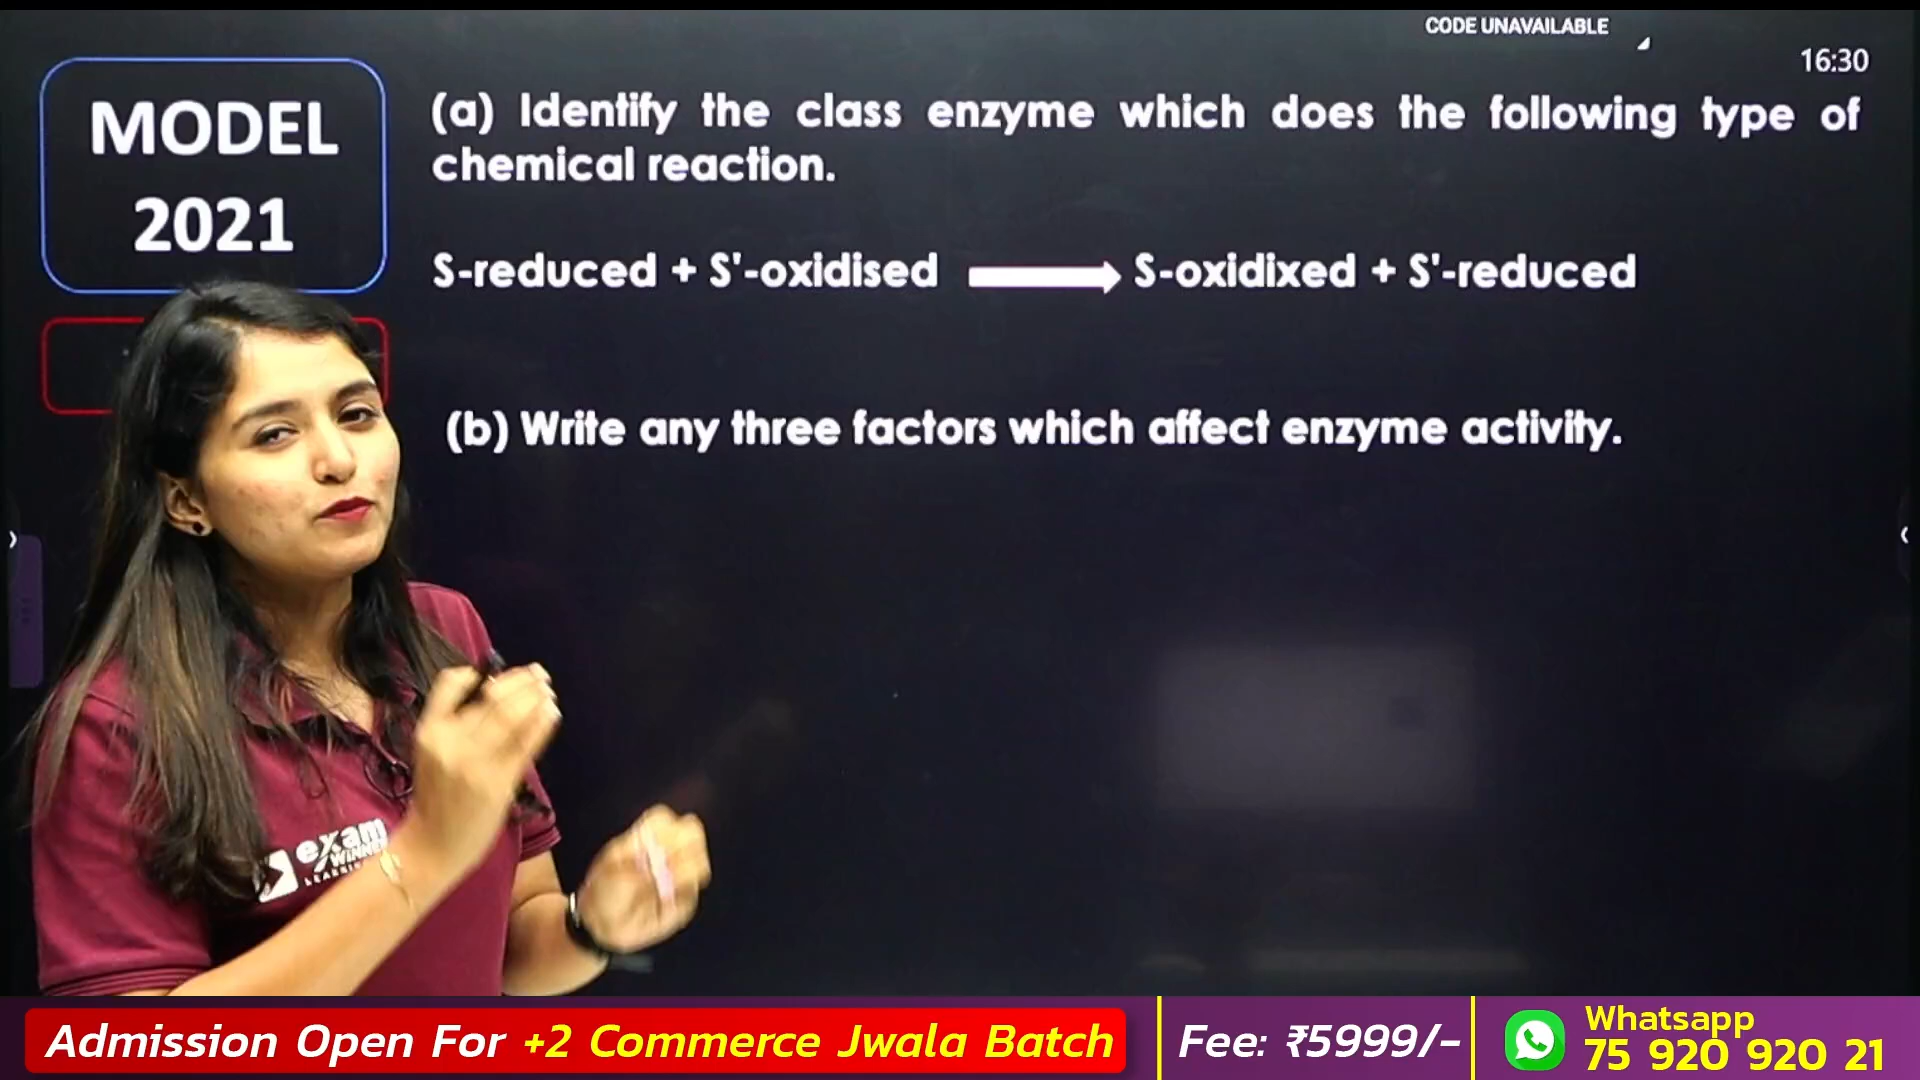 CODE UNAVAILABLE
16:30
MODEL
2021
(a) Identify the class enzyme which does the following type of
chemical reaction.
S-reduced + S'-oxidised S-oxidixed + S'-reduced
(b) Write any three factors which affect enzyme activity.
exam
WINNER
Admission Open For +2 Commerce Jwala Batch
Fee: ₹5999/-
Whatsapp
75 920 920 21